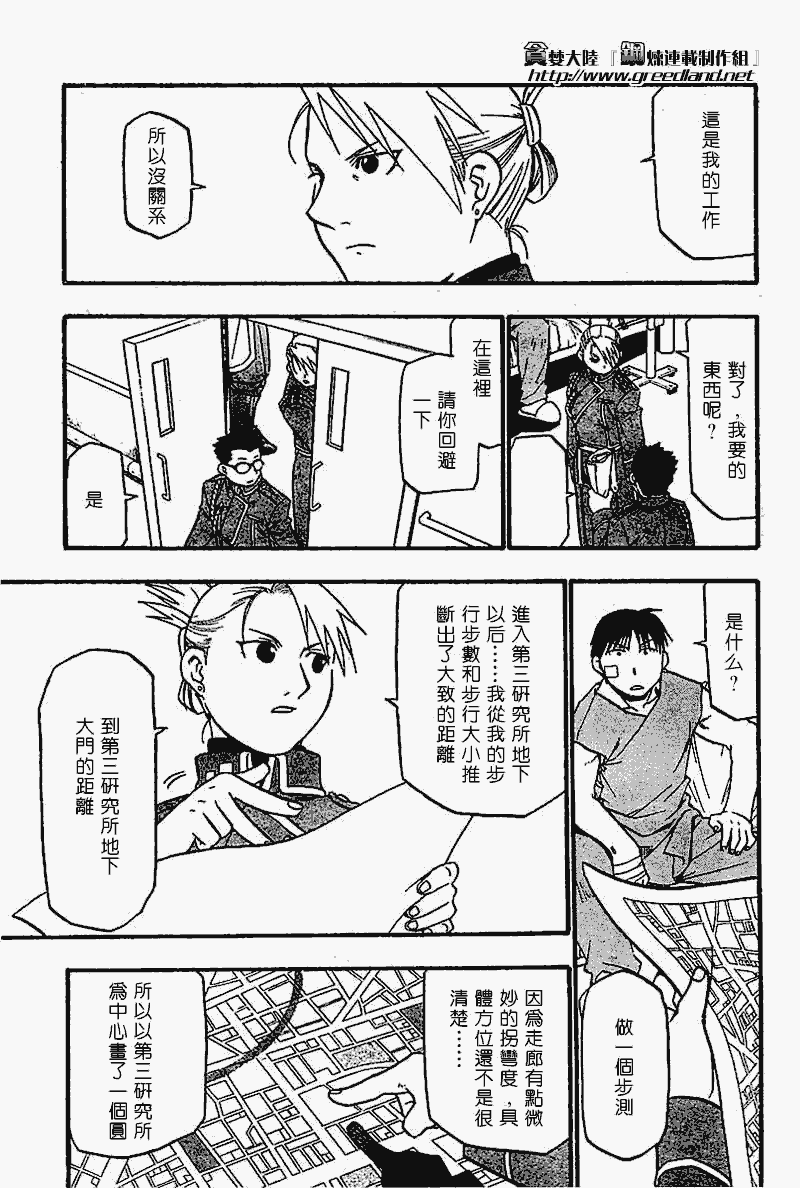 貪婪大陸『鋼煉連載制作組』
http://www.greedland.net
這是我的工作
所以沒關系
對了，我要的
東西呢？
在這裡
請你回避
一下
是
是什么？
做一個步測
進入第三研究所地下
以后……我從我的步
行步數和步行大小推
斷出了大致的距離
到第三研究所地下
大門的距離
因爲走廊有點微
妙的拐彎度，具
體方位還不是很
清楚……
所以以第三研究所
爲中心畫了一個圓